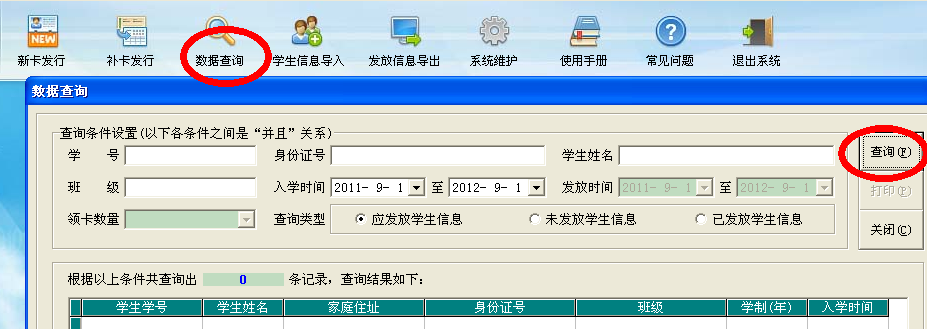 NEW
新卡发行 补卡发行 数据查询 学生信息导入 发放信息导出 系统维护 使用手册 常见问题 退出系统
数据查询
查询条件设置(以下各条件之间是“并且”关系)
学 号 身份证号 学生姓名 查询(F)
班 级 入学时间 2011- 9- 1 至 2012- 9- 1 发放时间 2011- 9- 1 至 2012- 9- 1 打印(P)
领卡数量 查询类型 应发放学生信息 未发放学生信息 已发放学生信息 关闭(C)
根据以上条件共查询出 0 条记录，查询结果如下：
学生学号 学生姓名 家庭住址 身份证号 班级 学制(年) 入学时间